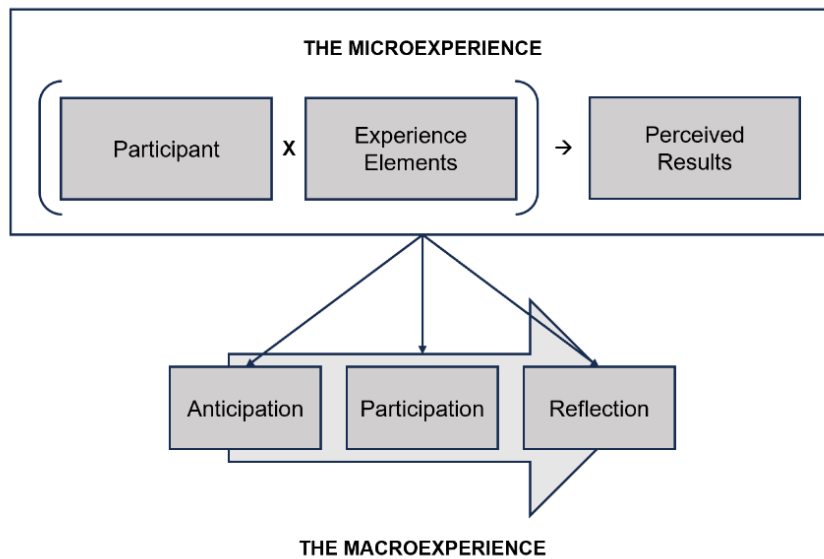 THE MICROEXPERIENCE
Participant
X
Experience
Elements
→
Perceived
Results
Anticipation
Participation
Reflection
THE MACROEXPERIENCE